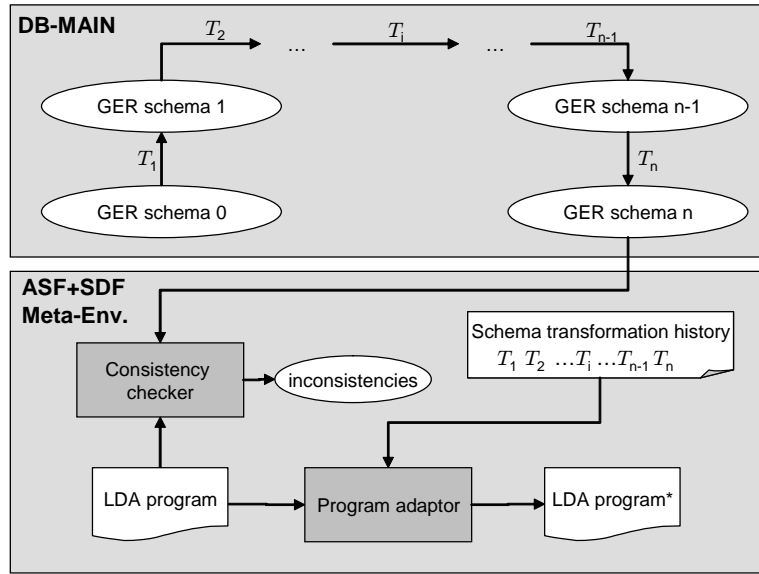 DB-MAIN
T2 ... Ti ... Tn-1
GER schema 1
GER schema n-1
T1
Tn
GER schema 0
GER schema n
ASF+SDF
Meta-Env.
Schema transformation history
T1 T2 ...Ti ...Tn-1 Tn
Consistency
checker
inconsistencies
LDA program
Program adaptor
LDA program*